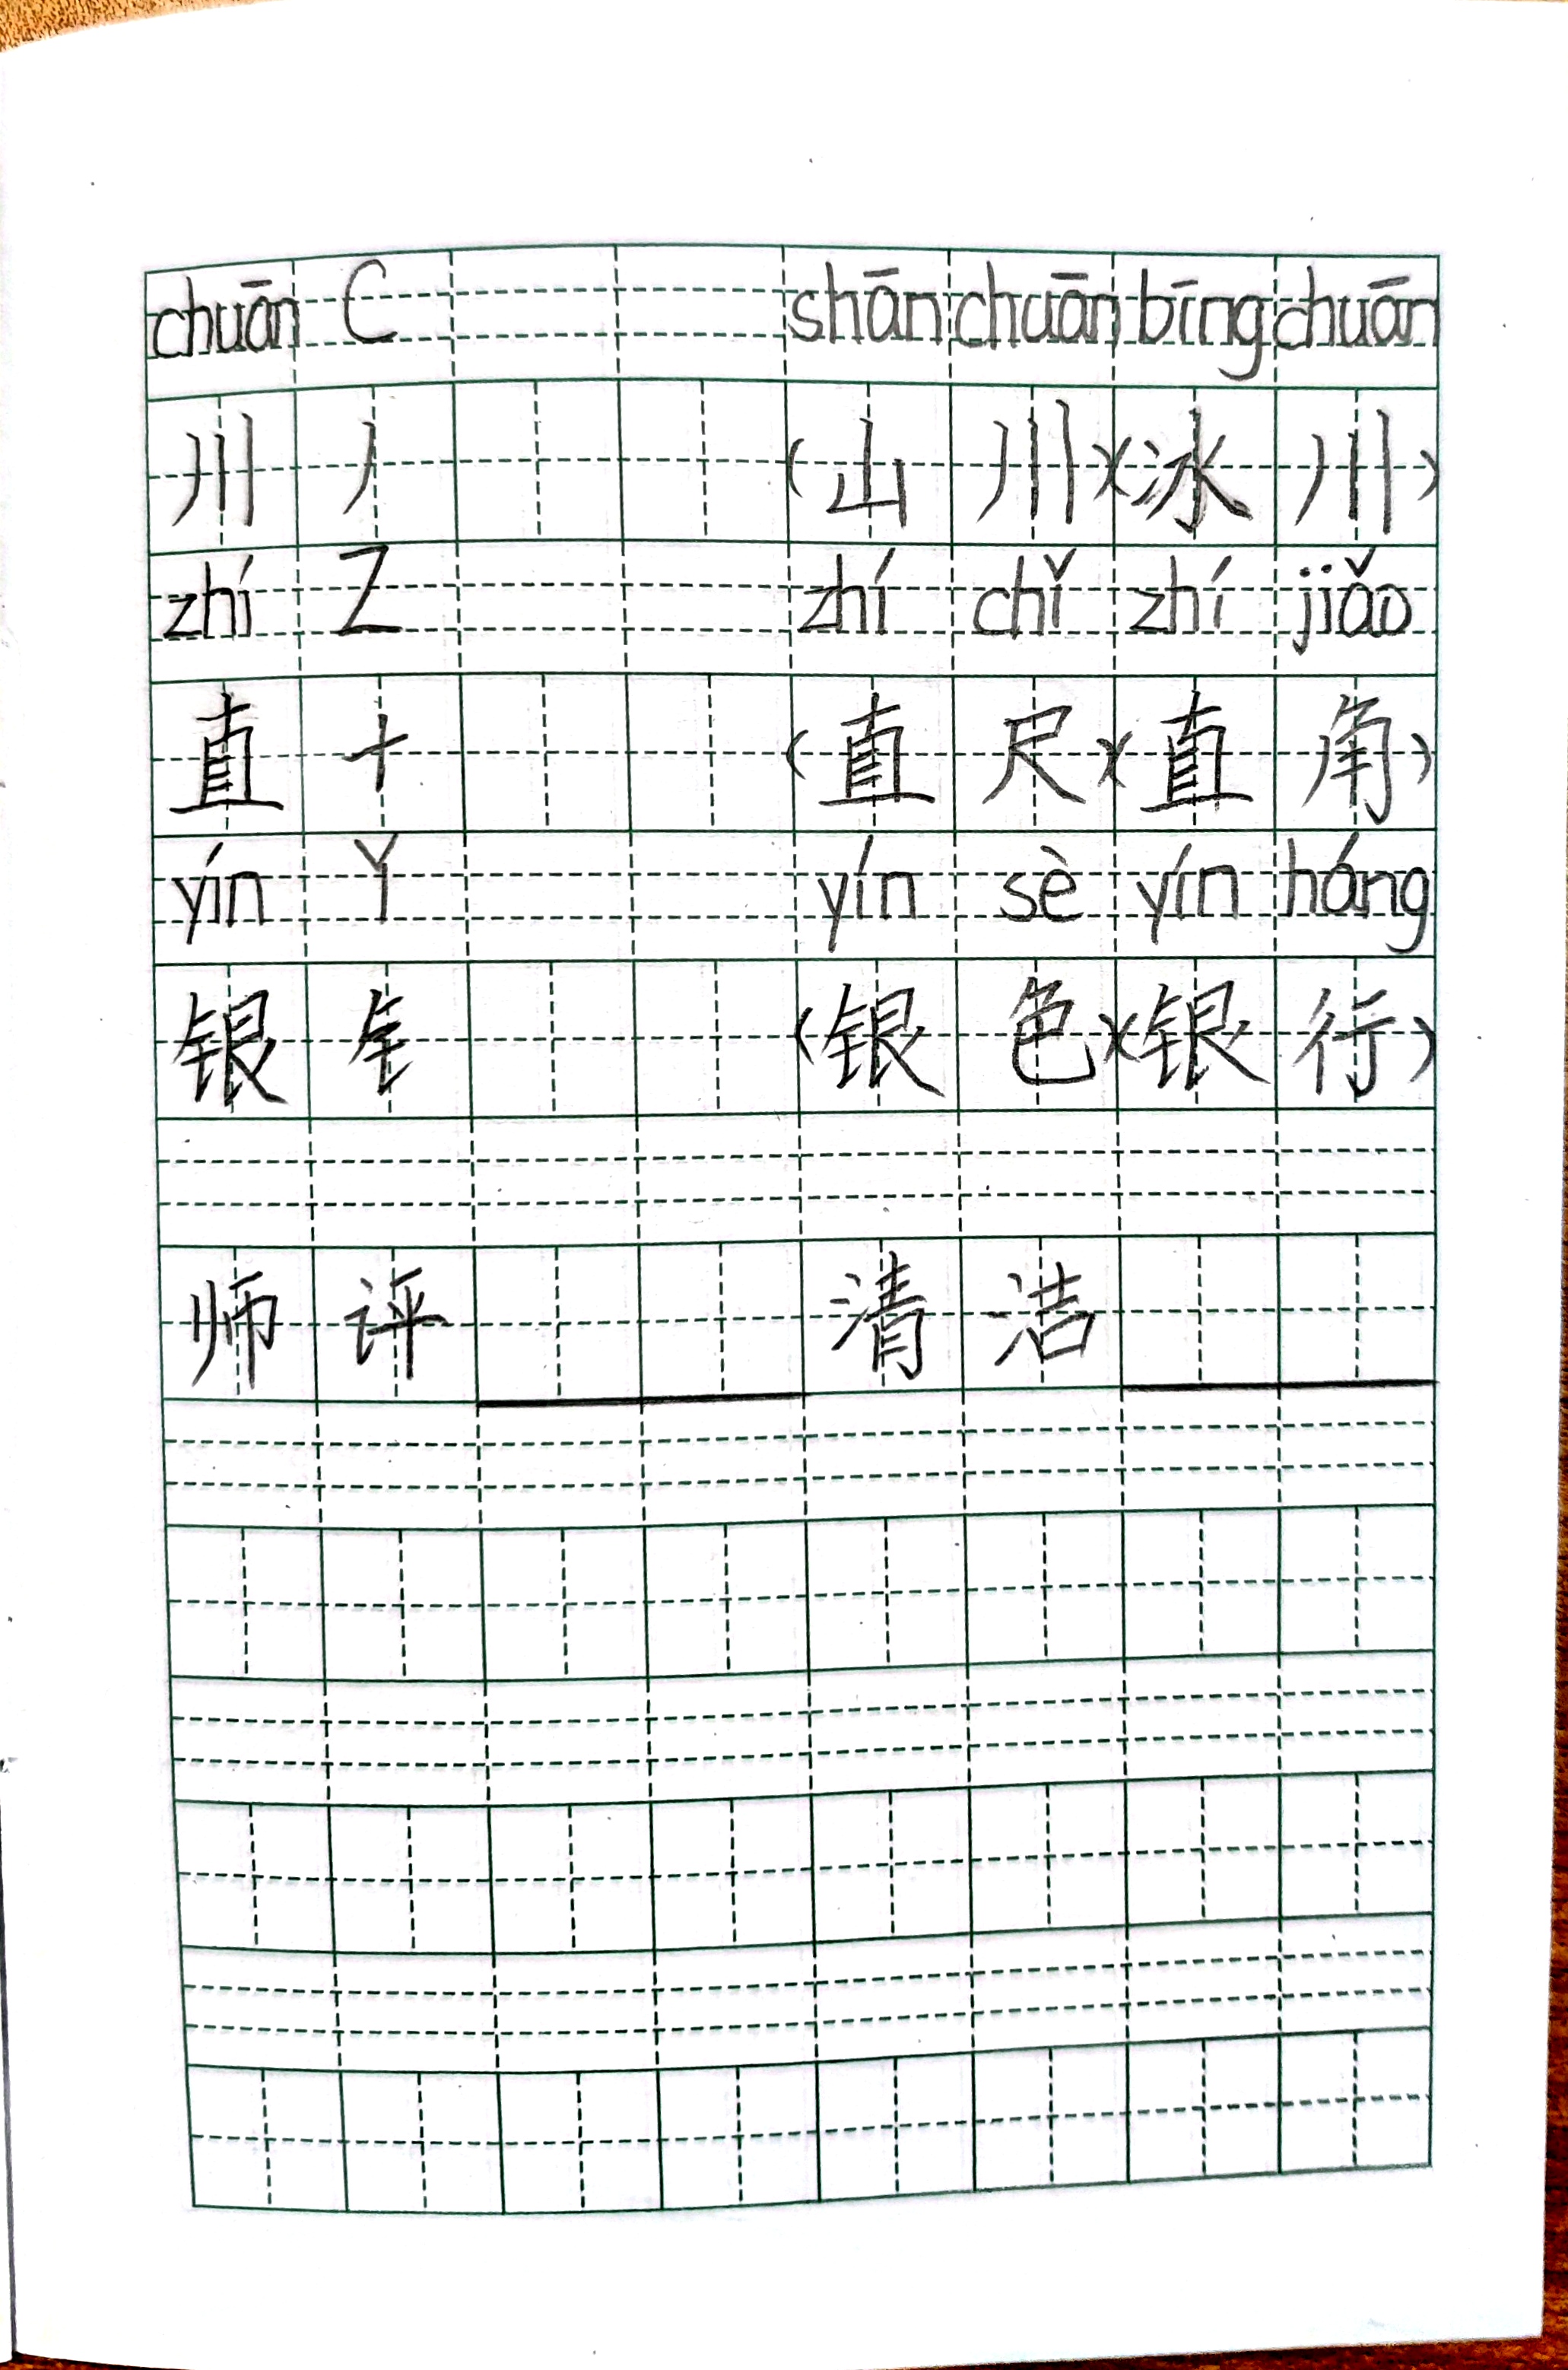 chuān C shān chuān bīng chuān
川 丿 (山川)(冰川)
zhí Z zhí chǐ zhí jiǎo
直 十 (直尺)(直角)
yín Y yín sè yín háng
银 钅 (银色)(银行)
师评 清洁